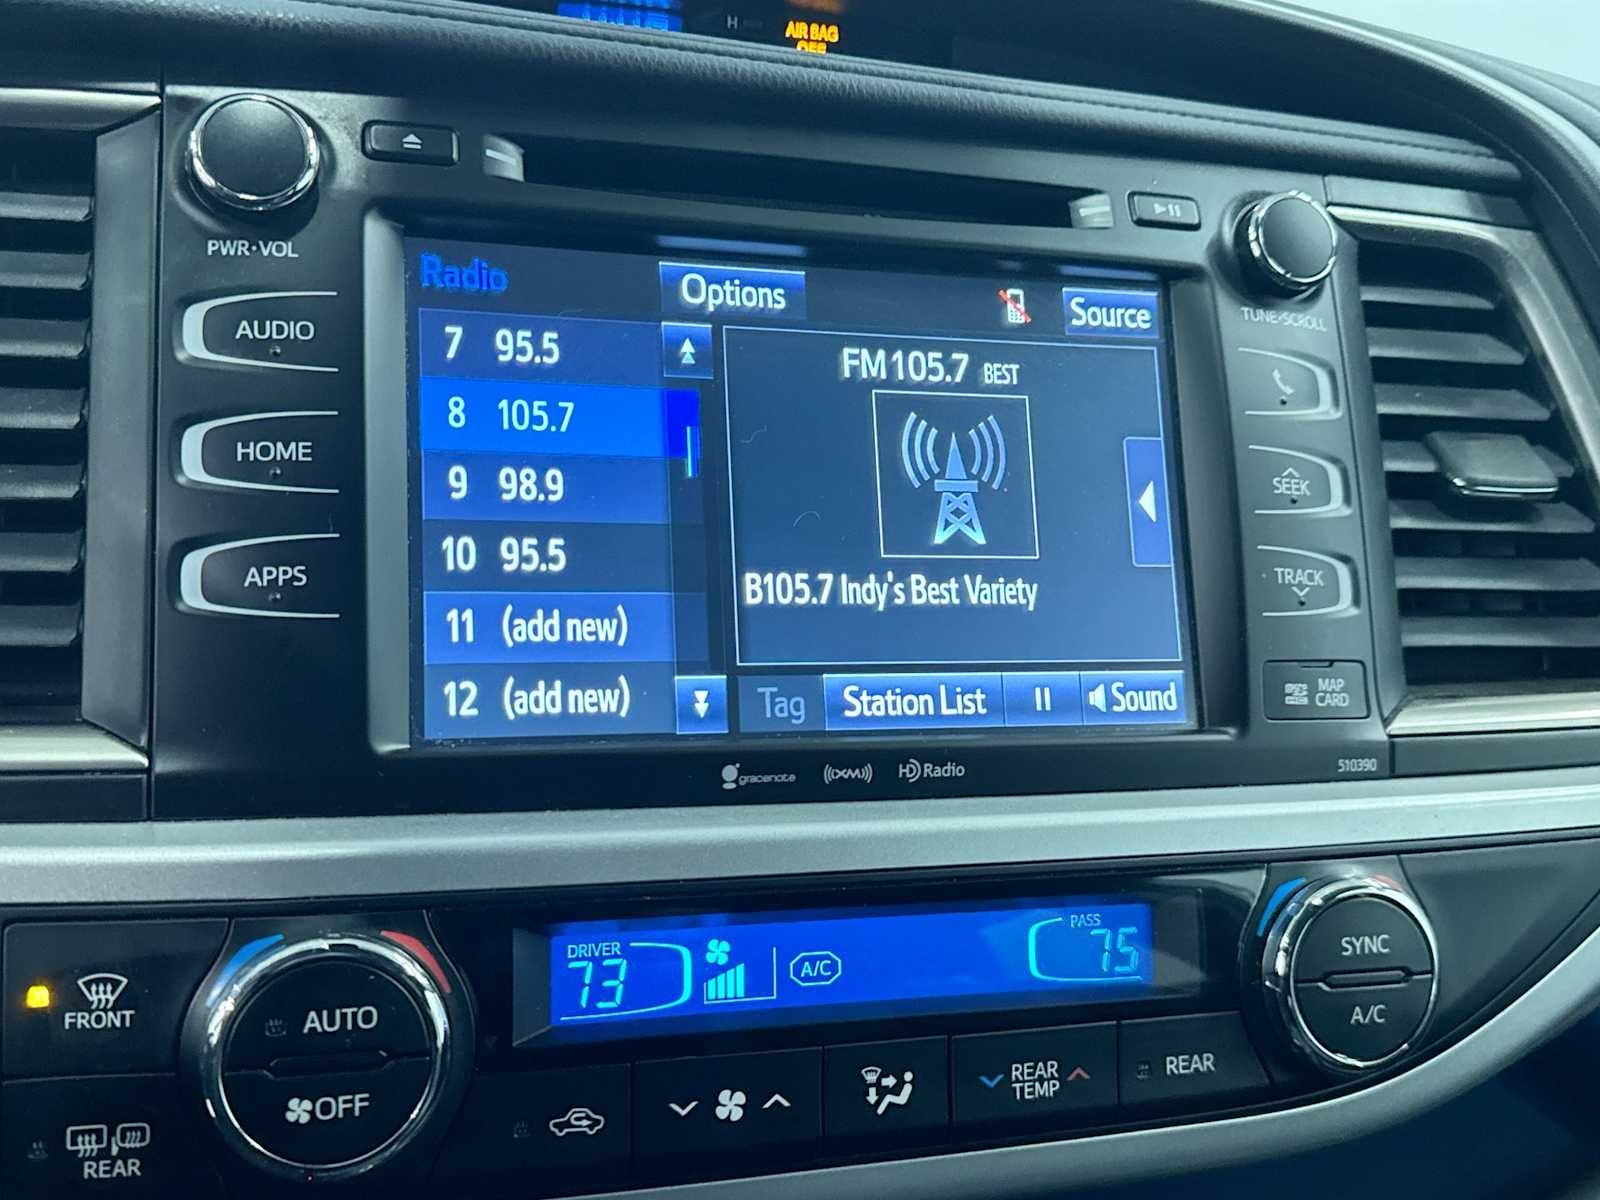 H
AIR BAG
OFF
PWR•VOL
AUDIO
HOME
APPS
Radio
Options
Source
7 95.5
8 105.7
9 98.9
10 95.5
11 (add new)
12 (add new)
FM 105.7 BEST
B105.7 Indy's Best Variety
Tag
Station List
Sound
TUNE•SCROLL
SEEK
TRACK
MAP
CARD
gracenote
((XM))
HD Radio
510390
DRIVER
73
A/C
PASS
75
FRONT
AUTO
OFF
REAR
REAR
TEMP
REAR
SYNC
A/C